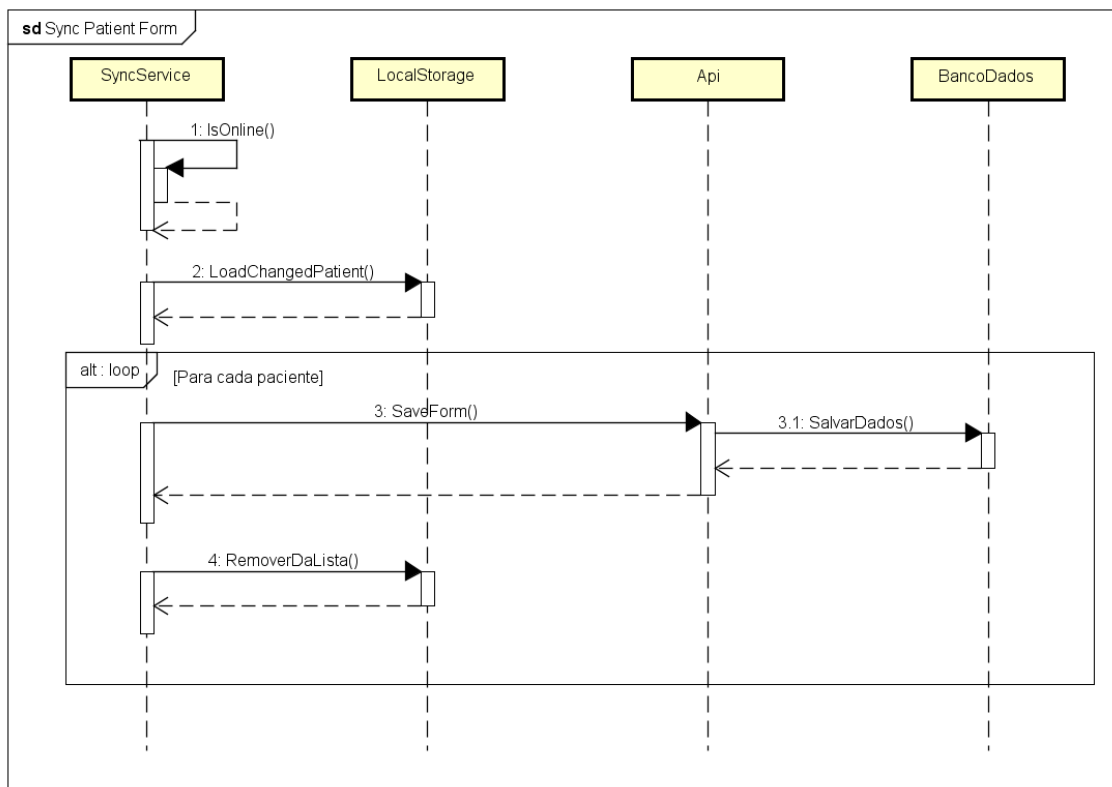 sd Sync Patient Form
SyncService
LocalStorage
Api
BancoDados
1: IsOnline()
2: LoadChangedPatient()
alt : loop
[Para cada paciente]
3: SaveForm()
3.1: SalvarDados()
4: RemoverDaLista()